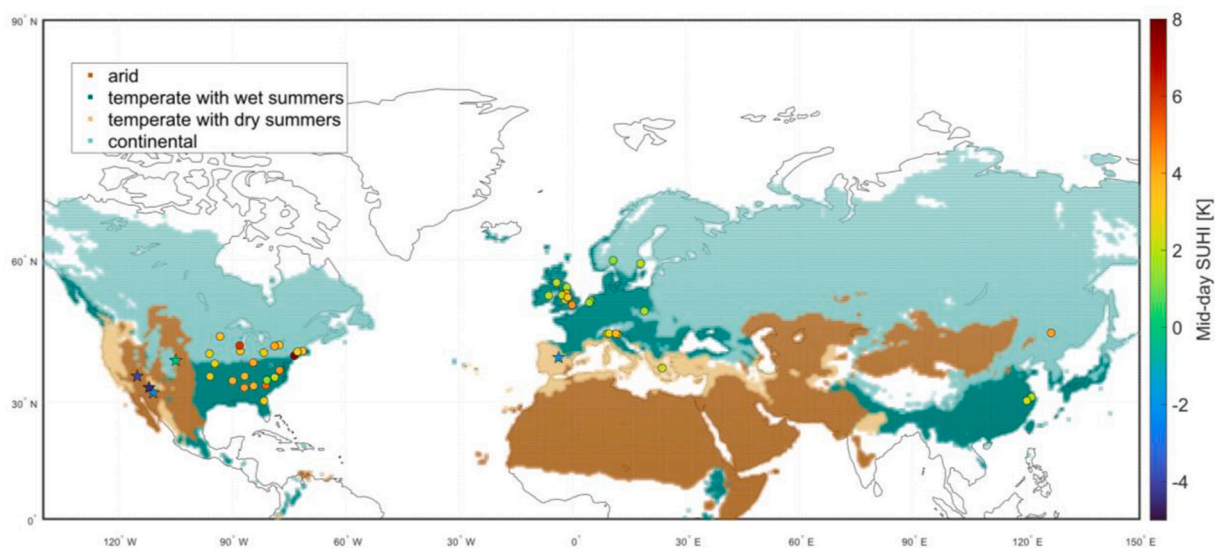 90° N
60° N
30° N
0°
arid
temperate with wet summers
temperate with dry summers
continental
120° W 90° W 60° W 30° W 0° 30° E 60° E 90° E 120° E 150° E
8
6
4
2
0
-2
-4
Mid-day SUHI [K]